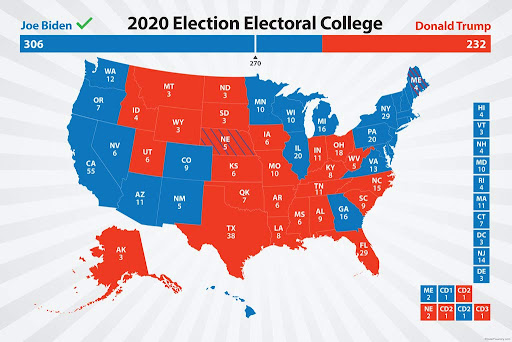 2020 Election Electoral College
Joe Biden
Donald Trump
306
232
270
WA
12
OR
7
CA
55
NV
6
ID
4
MT
3
WY
3
UT
6
AZ
11
CO
9
NM
5
ND
3
SD
3
NE
5
KS
6
OK
7
TX
38
MN
10
IA
6
MO
10
AR
6
LA
8
WI
10
IL
20
MI
16
IN
11
OH
18
KY
8
TN
11
MS
6
AL
9
GA
16
FL
29
SC
9
NC
15
VA
13
WV
5
PA
20
NY
29
ME
4
AK
3
HI
4
VT
3
NH
4
MD
10
RI
4
MA
11
CT
7
DC
3
NJ
14
DE
3
ME
2
CD1
1
CD2
1
NE
2
CD2
1
CD2
1
CD3
1